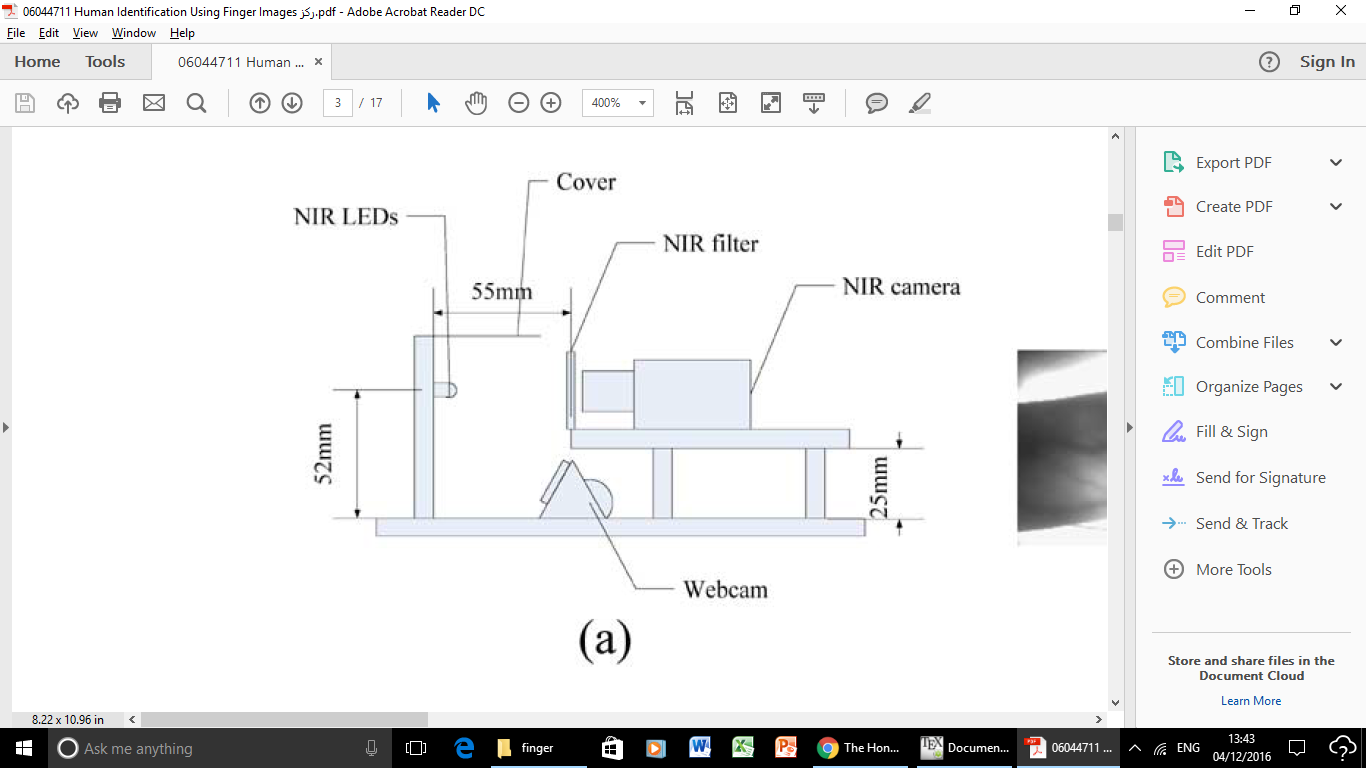 06044711 Human Identification Using Finger Images ركز.pdf - Adobe Acrobat Reader DC
File Edit View Window Help
Home Tools 06044711 Human ... × ? Sign In
3 / 17 400%
Cover
NIR LEDs
NIR filter
55mm
NIR camera
52mm
25mm
Webcam
(a)
Export PDF
Create PDF
Edit PDF
Comment
Combine Files
Organize Pages
Fill & Sign
Send for Signature
Send & Track
More Tools
Store and share files in the
Document Cloud
Learn More
8.22 x 10.96 in
Ask me anything finger The Hon... Documen... 06044711 ... ENG 13:43
04/12/2016